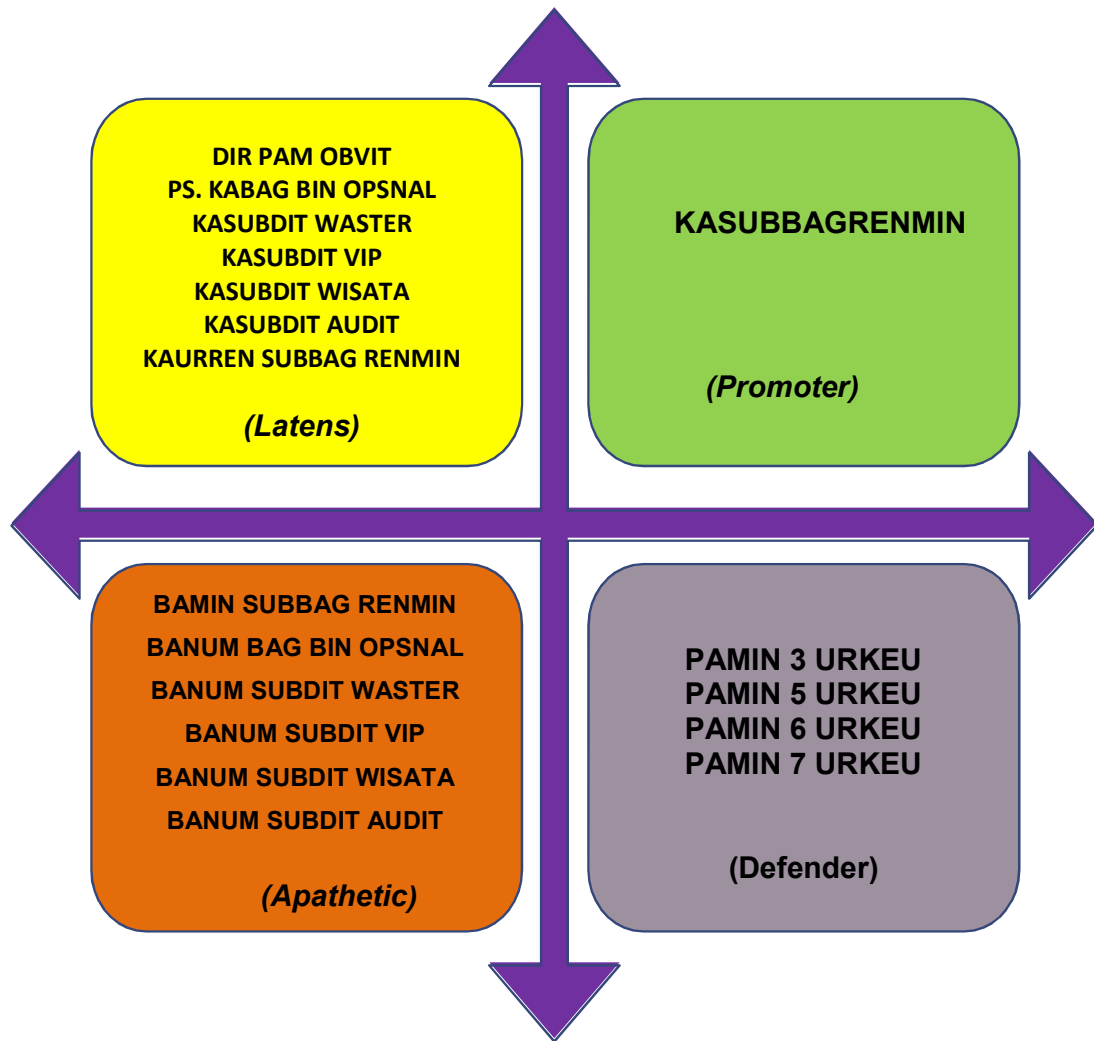 DIR PAM OBVIT
PS. KABAG BIN OPSNAL
KASUBDIT WASTER
KASUBDIT VIP
KASUBDIT WISATA
KASUBDIT AUDIT
KAURREN SUBBAG RENMIN
(Latens)
KASUBBAGRENMIN
(Promoter)
BAMIN SUBBAG RENMIN
BANUM BAG BIN OPSNAL
BANUM SUBDIT WASTER
BANUM SUBDIT VIP
BANUM SUBDIT WISATA
BANUM SUBDIT AUDIT
(Apathetic)
PAMIN 3 URKEU
PAMIN 5 URKEU
PAMIN 6 URKEU
PAMIN 7 URKEU
(Defender)